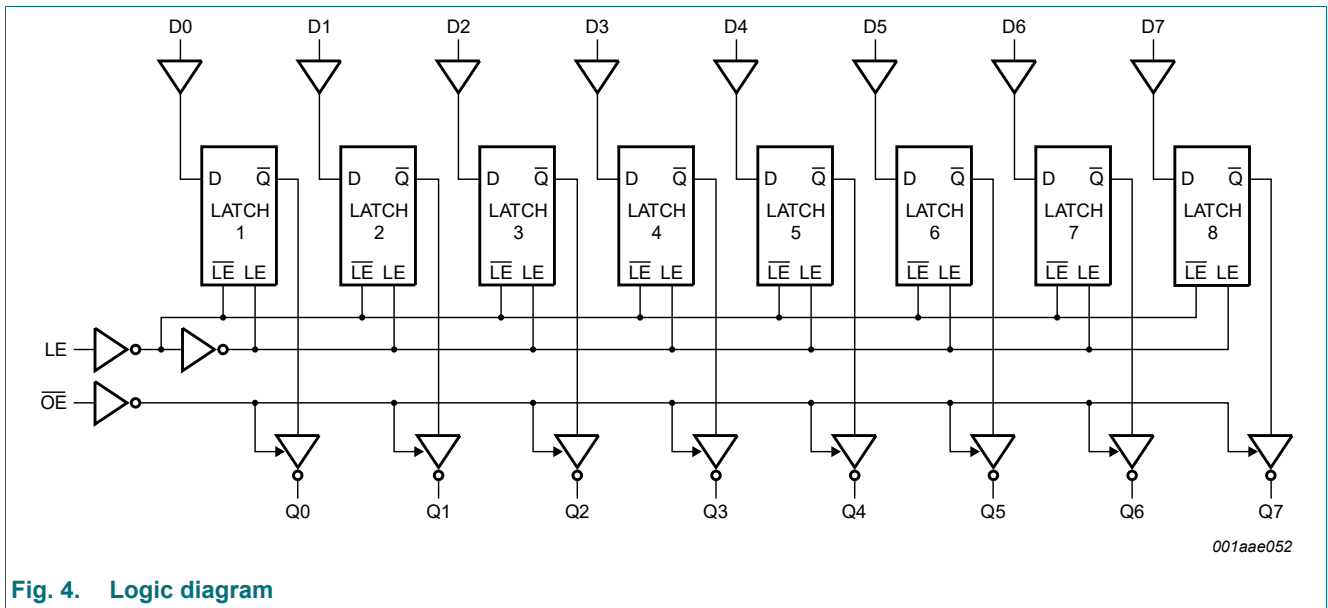 D0 D1 D2 D3 D4 D5 D6 D7
D Q̅ D Q̅ D Q̅ D Q̅ D Q̅ D Q̅ D Q̅ D Q̅
LATCH LATCH LATCH LATCH LATCH LATCH LATCH LATCH
1 2 3 4 5 6 7 8
L̅E̅ LE L̅E̅ LE L̅E̅ LE L̅E̅ LE L̅E̅ LE L̅E̅ LE L̅E̅ LE L̅E̅ LE
LE
O̅E̅
Q0 Q1 Q2 Q3 Q4 Q5 Q6 Q7
001aae052
Fig. 4. Logic diagram